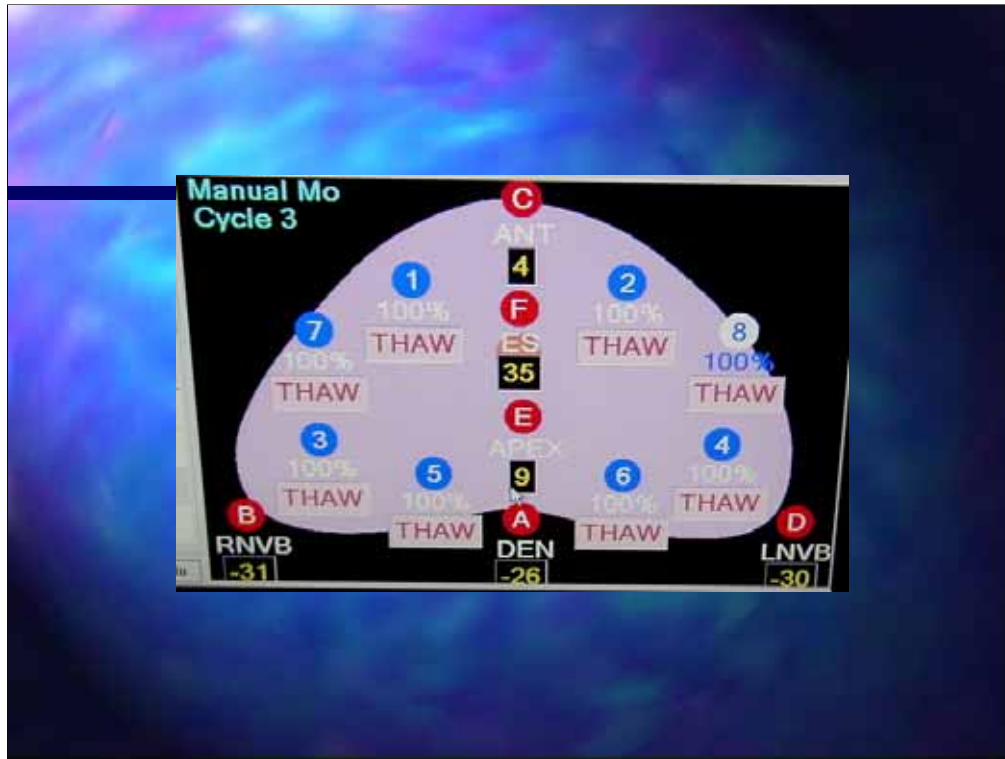 Manual Mo
Cycle 3
C
ANT
4
1
100%
THAW
2
100%
THAW
F
ES
35
7
100%
THAW
8
100%
THAW
E
APEX
9
3
100%
THAW
5
100%
THAW
6
100%
THAW
4
100%
THAW
B
RNVB
-31
A
DEN
-26
D
LNVB
-30